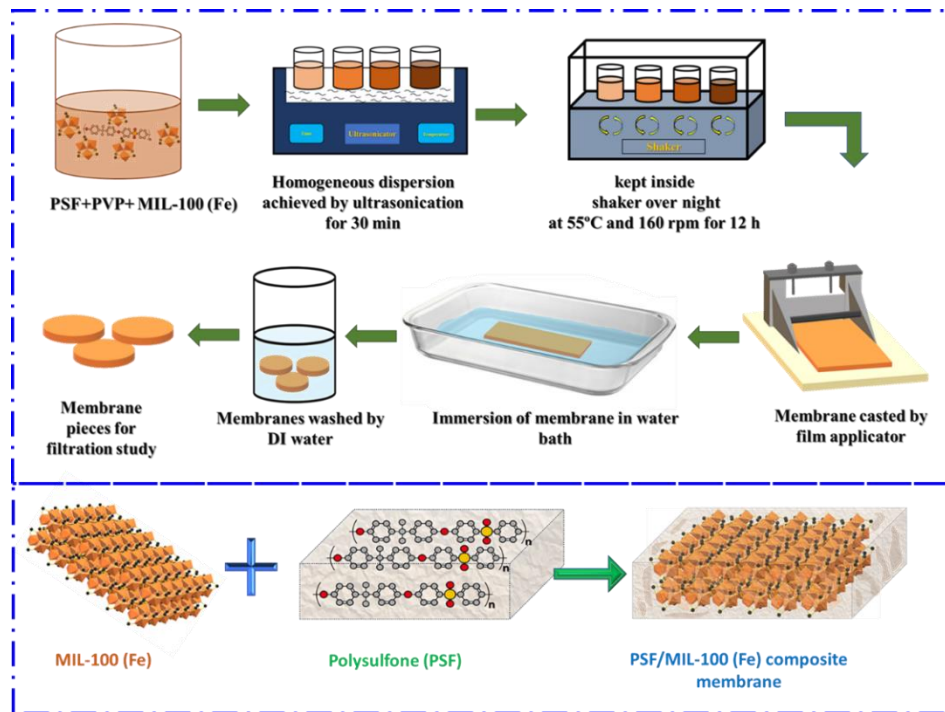 PSF+PVP+ MIL-100 (Fe)
Time
Ultrasonicator
Temperature
Homogeneous dispersion
achieved by ultrasonication
for 30 min
Shaker
kept inside
shaker over night
at 55°C and 160 rpm for 12 h
Membrane
pieces for
filtration study
Membranes washed by
DI water
Immersion of membrane in water
bath
Membrane casted by
film applicator
n
n
n
MIL-100 (Fe)
Polysulfone (PSF)
PSF/MIL-100 (Fe) composite
membrane